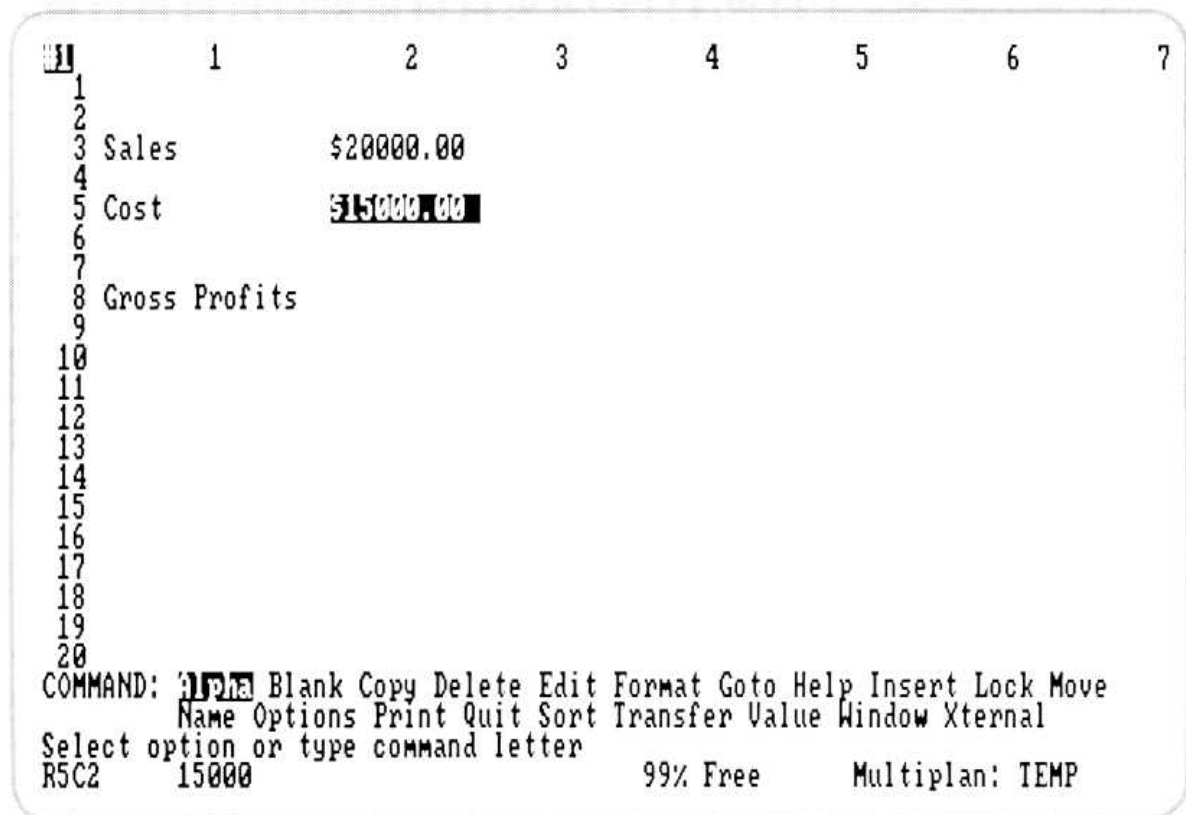 #1 1 2 3 4 5 6 7
1
2
3 Sales $20000.00
4
5 Cost $15000.00
6
7
8 Gross Profits
9
10
11
12
13
14
15
16
17
18
19
20
COMMAND: Alpha Blank Copy Delete Edit Format Goto Help Insert Lock Move
Name Options Print Quit Sort Transfer Value Window Xternal
Select option or type command letter
R5C2 15000 99% Free Multiplan: TEMP